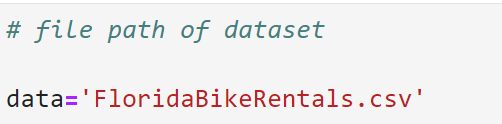 # file path of dataset
data='FloridaBikeRentals.csv'